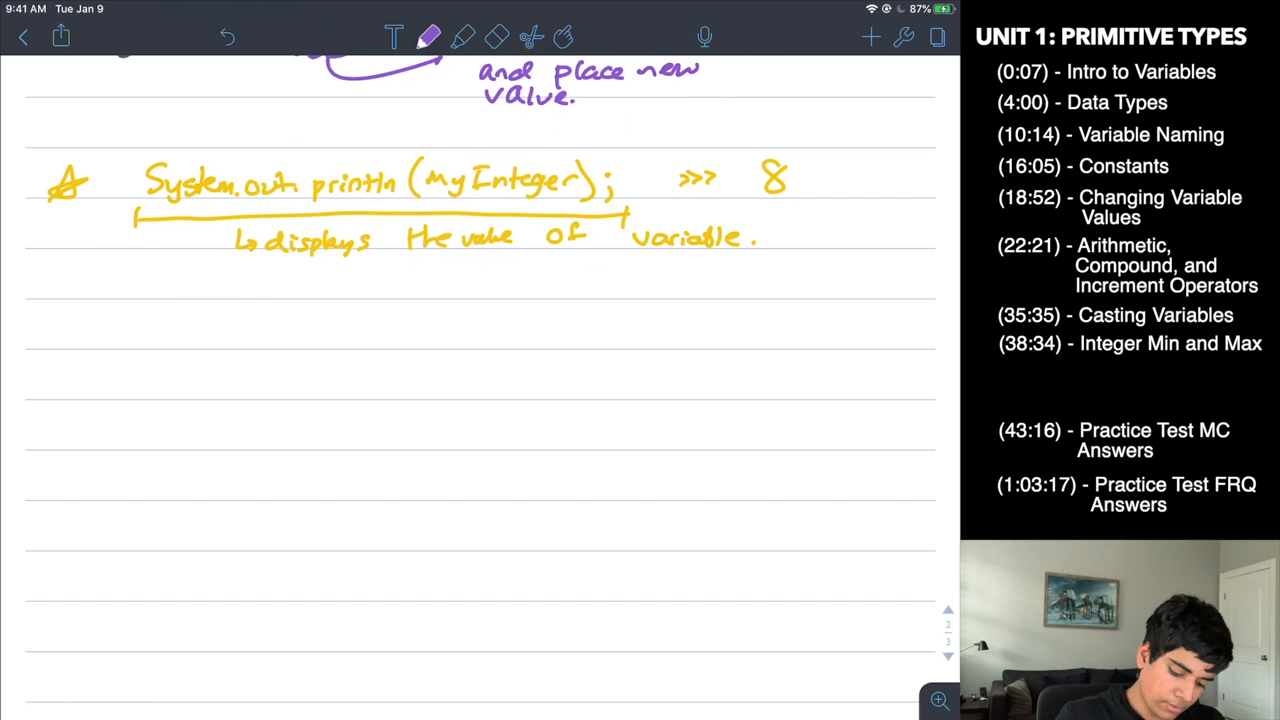 9:41 AM Tue Jan 9
87%
T
and place new
value.
System.out.println(myInteger); >>> 8
↳ displays the value of variable.
2
3
UNIT 1: PRIMITIVE TYPES
(0:07) - Intro to Variables
(4:00) - Data Types
(10:14) - Variable Naming
(16:05) - Constants
(18:52) - Changing Variable
Values
(22:21) - Arithmetic,
Compound, and
Increment Operators
(35:35) - Casting Variables
(38:34) - Integer Min and Max
(43:16) - Practice Test MC
Answers
(1:03:17) - Practice Test FRQ
Answers